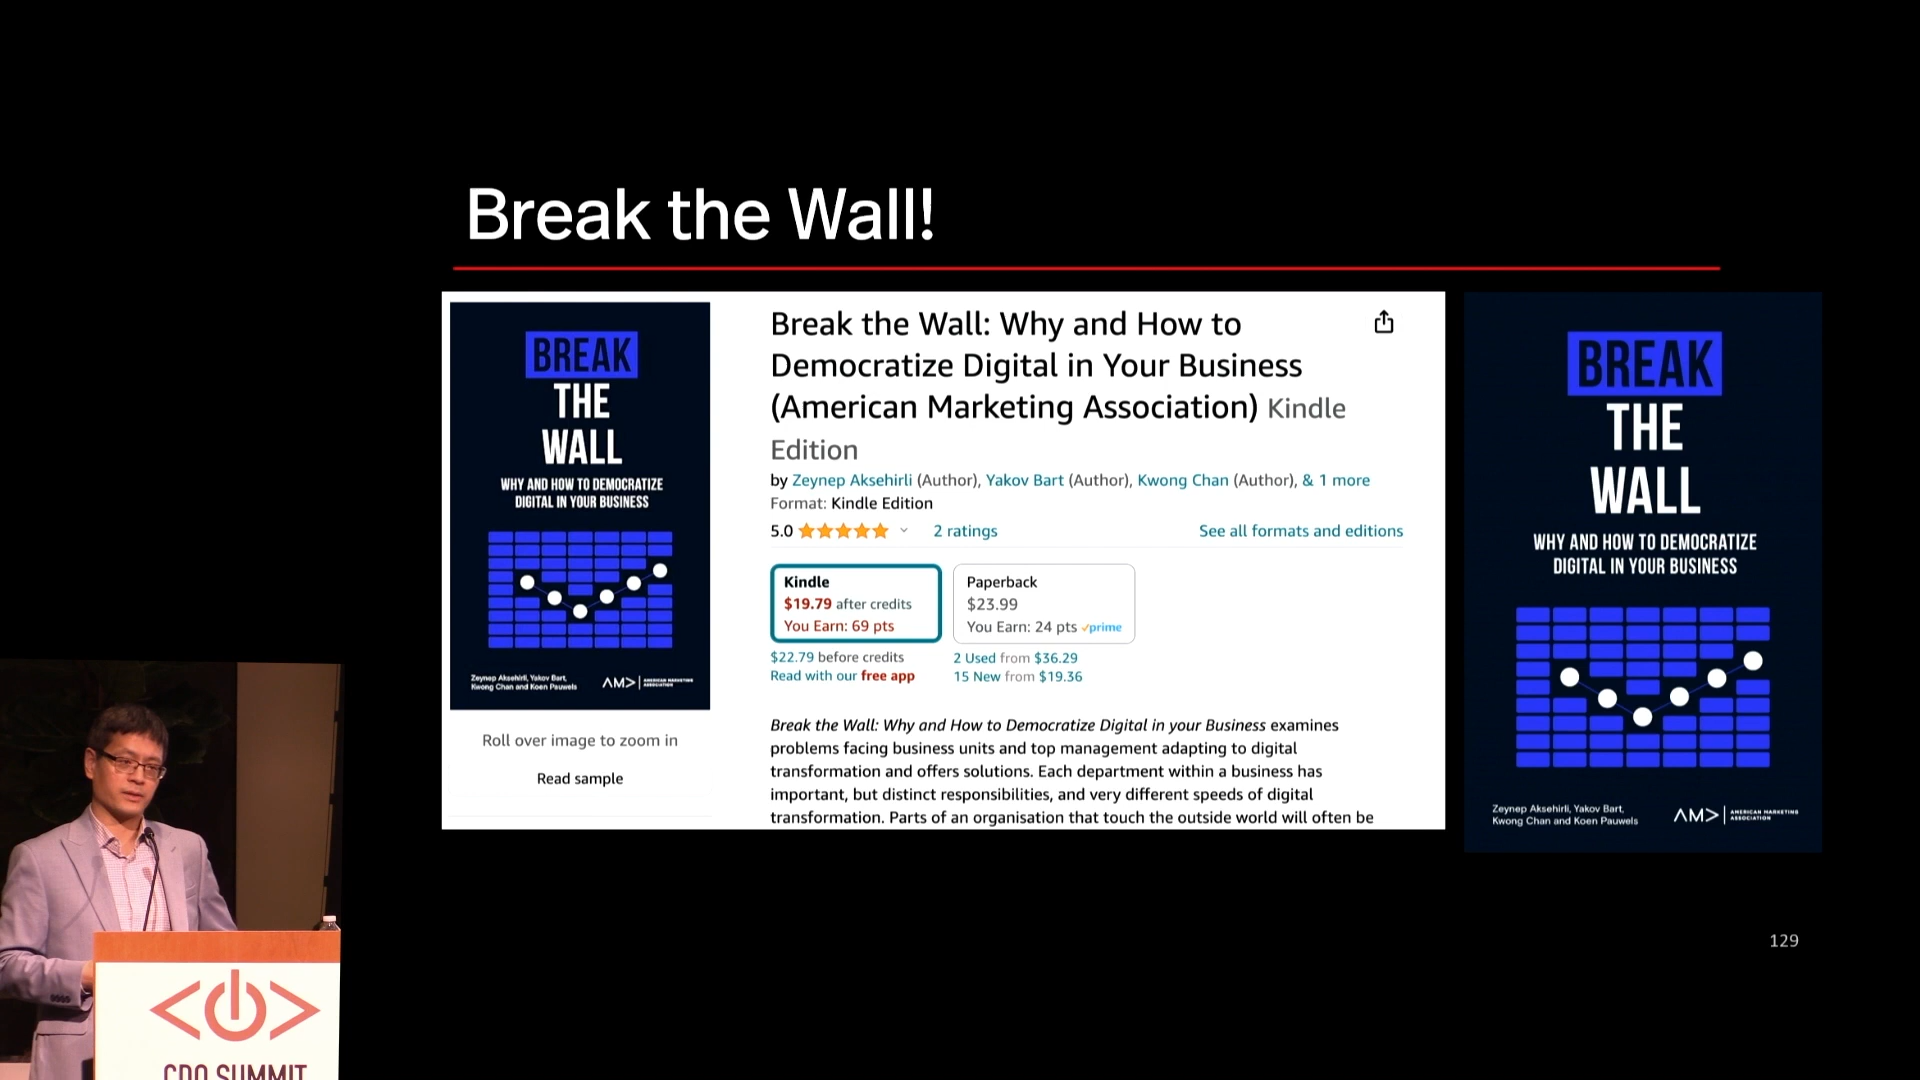 Break the Wall!
BREAK
THE
WALL
WHY AND HOW TO DEMOCRATIZE
DIGITAL IN YOUR BUSINESS
Zeynep Aksehirli, Yakov Bart,
Kwong Chan and Koen Pauwels
AMA
AMERICAN MARKETING
ASSOCIATION
Roll over image to zoom in
Read sample
Break the Wall: Why and How to
Democratize Digital in Your Business
(American Marketing Association) Kindle
Edition
by Zeynep Aksehirli (Author), Yakov Bart (Author), Kwong Chan (Author), & 1 more
Format: Kindle Edition
5.0 2 ratings See all formats and editions
Kindle
$19.79 after credits
You Earn: 69 pts
$22.79 before credits
Read with our free app
Paperback
$23.99
You Earn: 24 pts prime
2 Used from $36.29
15 New from $19.36
Break the Wall: Why and How to Democratize Digital in your Business examines
problems facing business units and top management adapting to digital
transformation and offers solutions. Each department within a business has
important, but distinct responsibilities, and very different speeds of digital
transformation. Parts of an organisation that touch the outside world will often be
BREAK
THE
WALL
WHY AND HOW TO DEMOCRATIZE
DIGITAL IN YOUR BUSINESS
Zeynep Aksehirli, Yakov Bart,
Kwong Chan and Koen Pauwels
AMA
AMERICAN MARKETING
ASSOCIATION
129
CDO SUMMIT